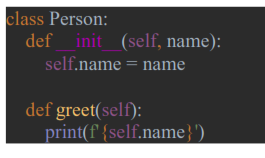 class Person:
    def __init__(self, name):
        self.name = name

    def greet(self):
        print(f'{self.name}')